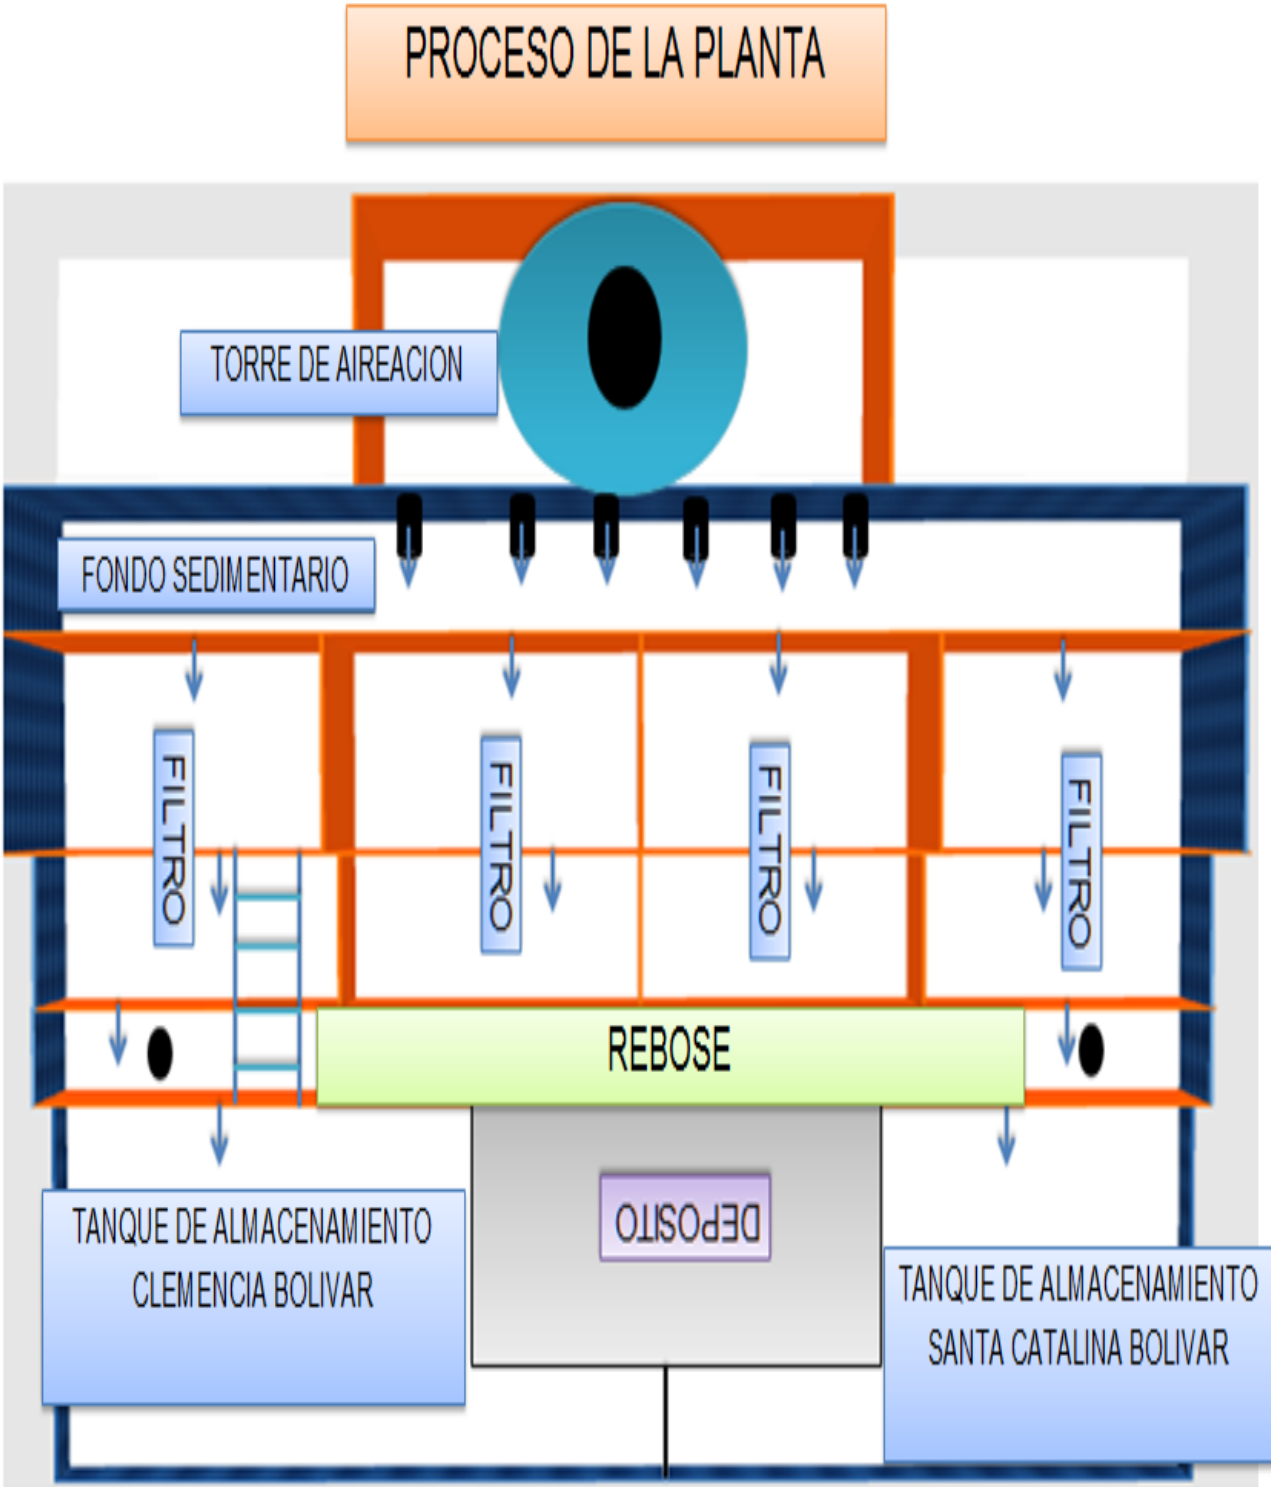 PROCESO DE LA PLANTA
TORRE DE AIREACION
FONDO SEDIMENTARIO
FILTRO
FILTRO
FILTRO
FILTRO
REBOSE
DEPOSITO
TANQUE DE ALMACENAMIENTO
CLEMENCIA BOLIVAR
TANQUE DE ALMACENAMIENTO
SANTA CATALINA BOLIVAR